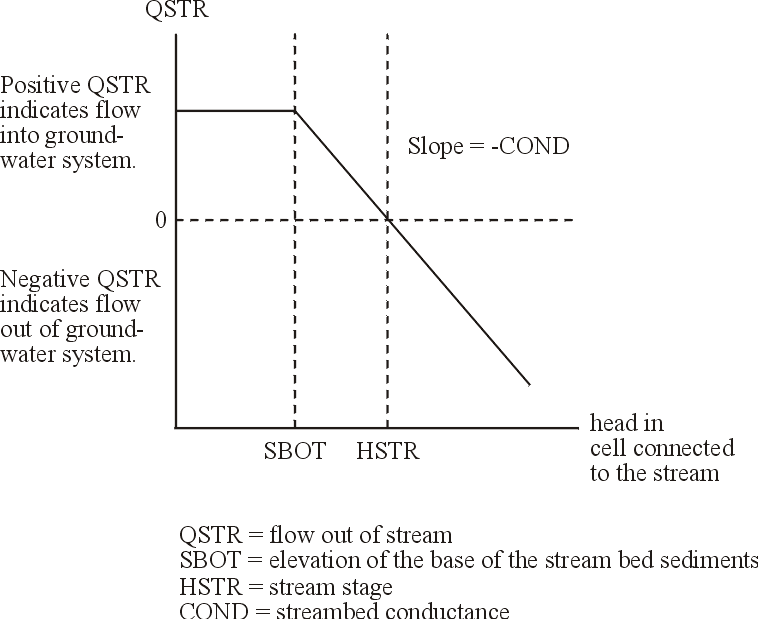 QSTR
Positive QSTR
indicates flow
into ground-
water system.
Slope = -COND
0
Negative QSTR
indicates flow
out of ground-
water system.
SBOT
HSTR
head in
cell connected
to the stream
QSTR = flow out of stream
SBOT = elevation of the base of the stream bed sediments
HSTR = stream stage
COND = streambed conductance